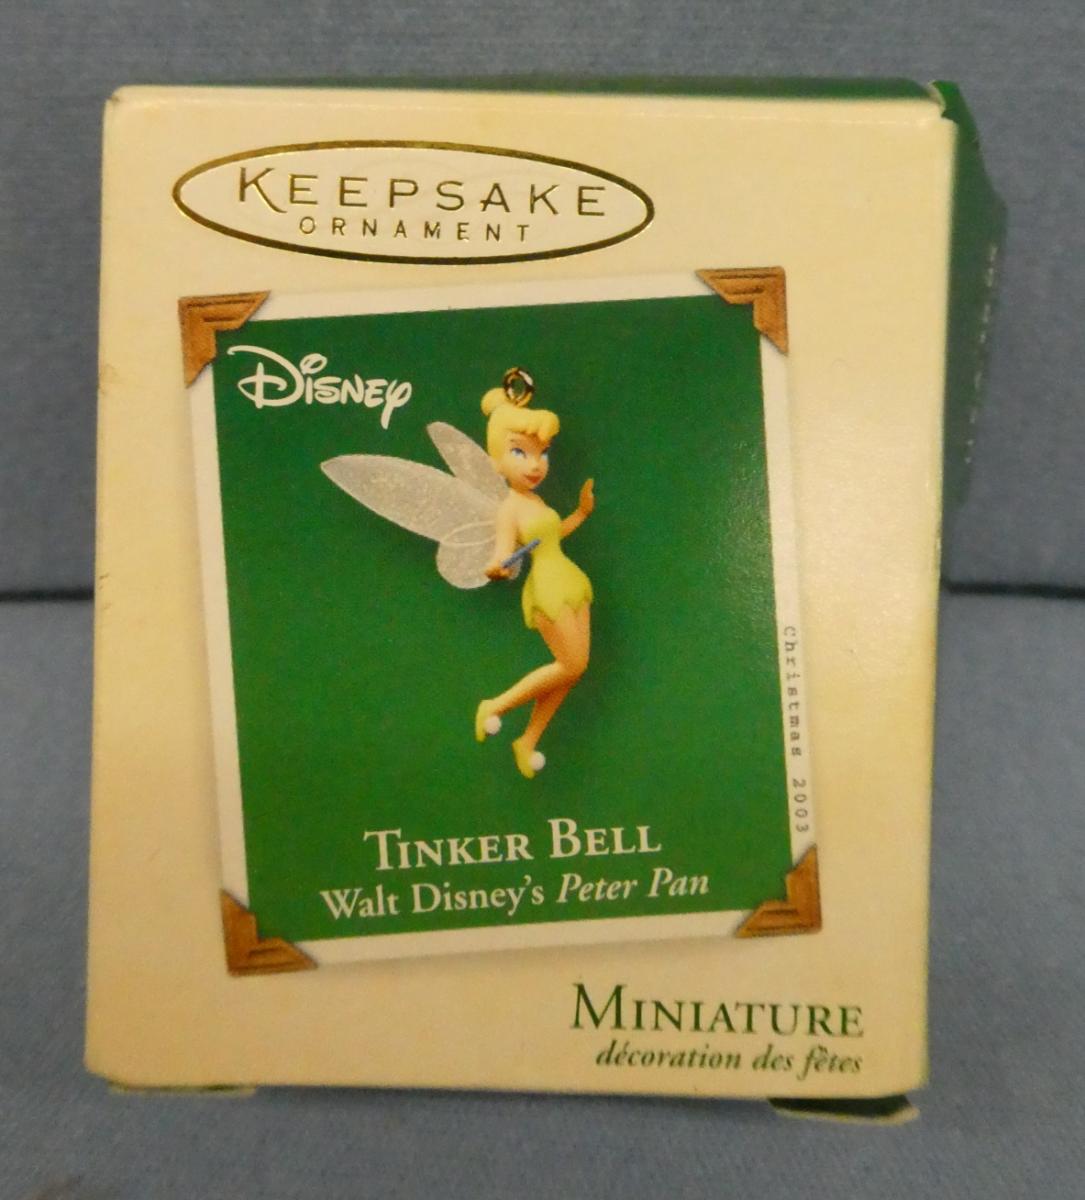 KEEPSAKE
ORNAMENT
Disney
Christmas 2003
TINKER BELL
Walt Disney's Peter Pan
MINIATURE
décoration des fêtes